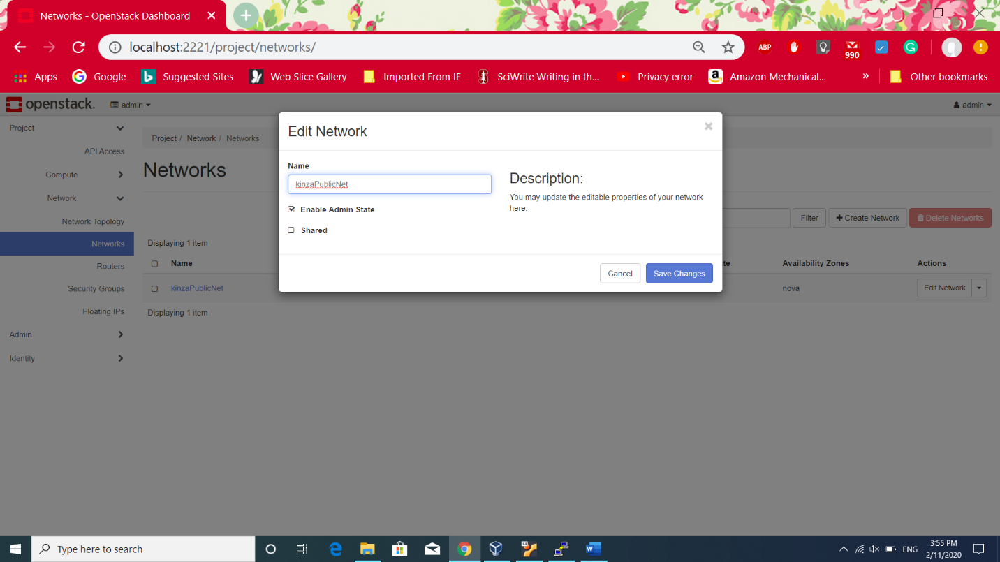 Networks - OpenStack Dashboard
localhost:2221/project/networks/
ABP
990
Apps
Google
Suggested Sites
Web Slice Gallery
Imported From IE
SciWrite Writing in th...
Privacy error
Amazon Mechanical...
»
Other bookmarks
openstack.
admin
admin
Project
API Access
Compute
Network
Network Topology
Networks
Routers
Security Groups
Floating IPs
Admin
Identity
Project / Network / Networks
Networks
Filter
+ Create Network
Delete Networks
Displaying 1 item
Name
Availability Zones
Actions
kinzaPublicNet
nova
Edit Network
Displaying 1 item
Edit Network
Name
kinzaPublicNet
Enable Admin State
Shared
Description:
You may update the editable properties of your network
here.
Cancel
Save Changes
Type here to search
ENG
3:55 PM
2/11/2020